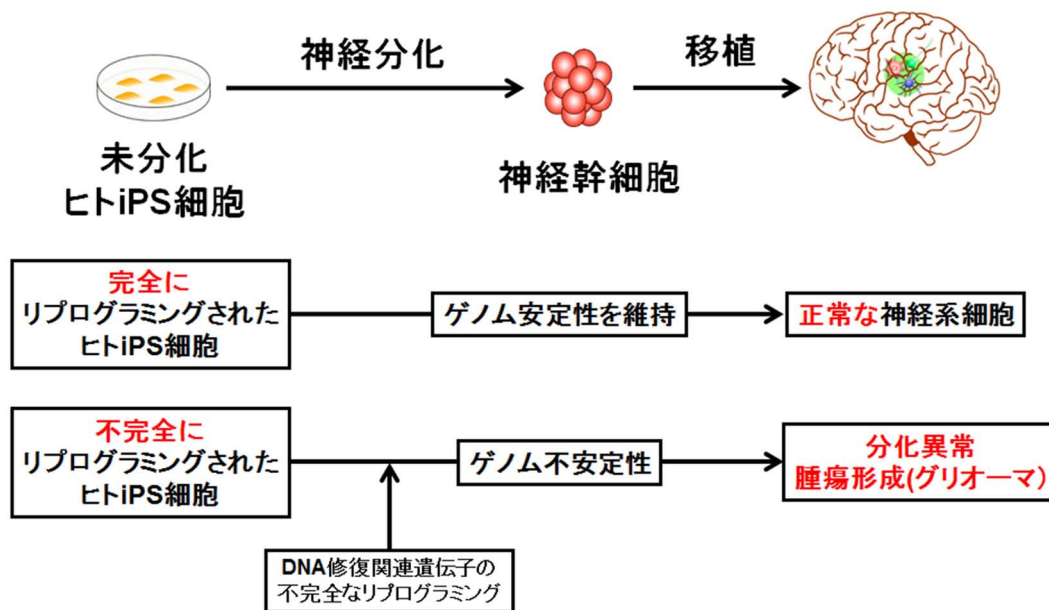 神経分化
移植
未分化
ヒトiPS細胞
神経幹細胞
完全に
リプログラミングされた
ヒトiPS細胞
ゲノム安定性を維持
正常な神経系細胞
不完全に
リプログラミングされた
ヒトiPS細胞
ゲノム不安定性
分化異常
腫瘍形成(グリオーマ)
DNA修復関連遺伝子の
不完全なリプログラミング